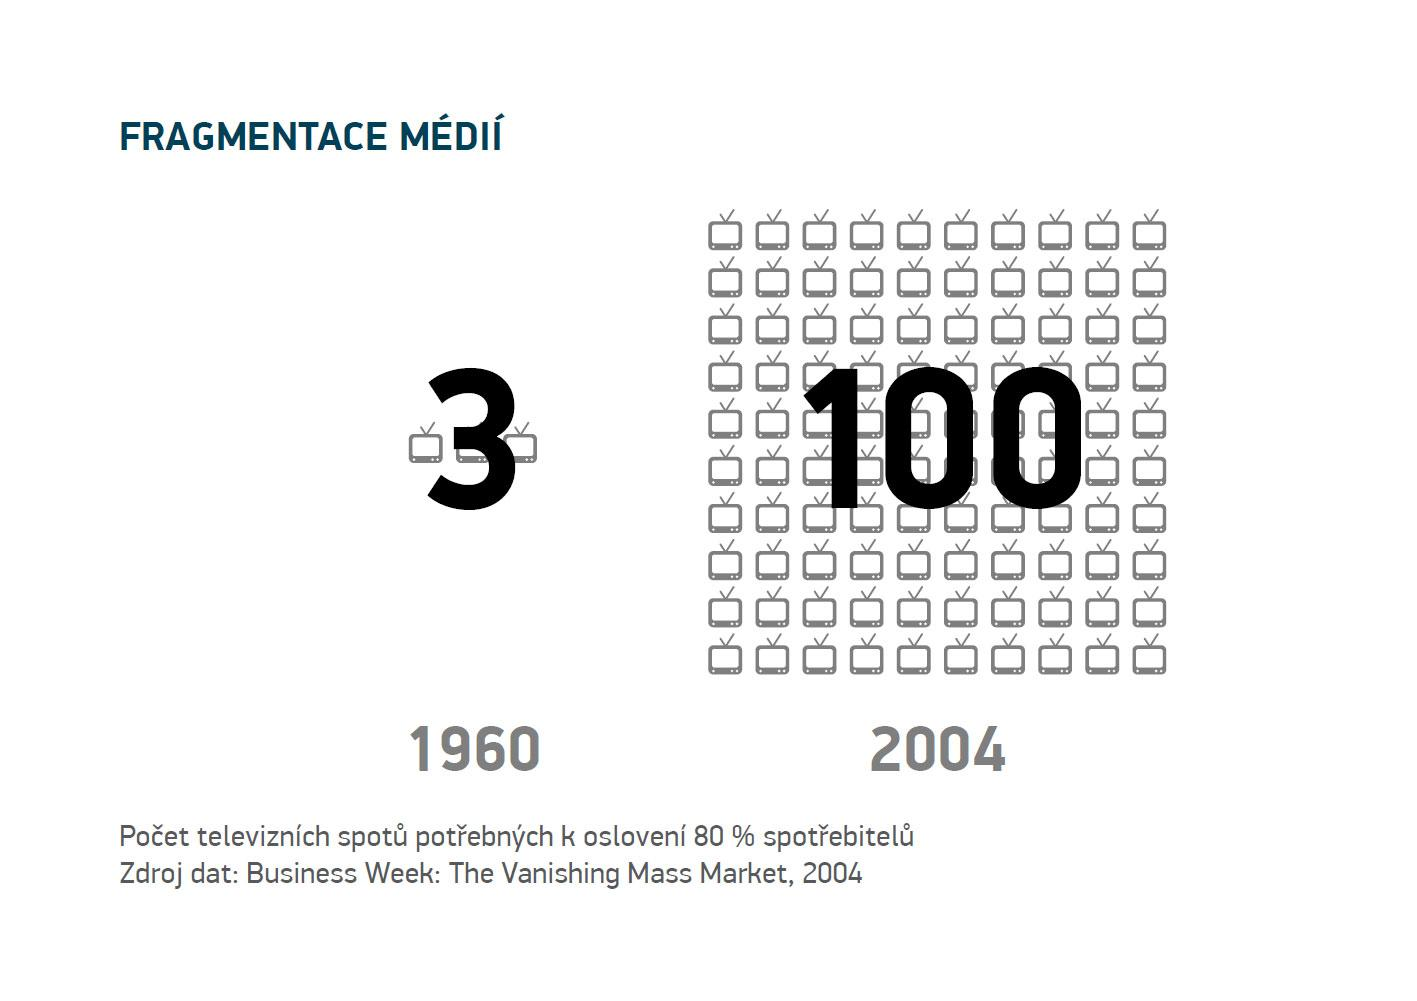 FRAGMENTACE MÉDIÍ
3
100
1960
2004
Počet televizních spotů potřebných k oslovení 80 % spotřebitelů
Zdroj dat: Business Week: The Vanishing Mass Market, 2004